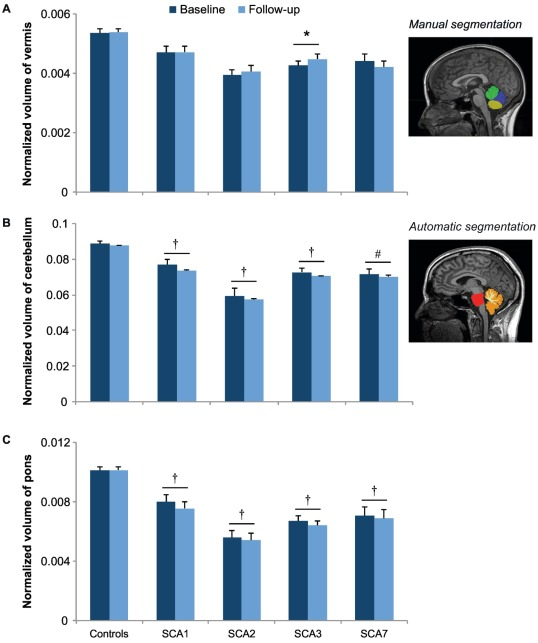 A
Baseline
Follow-up
Manual segmentation
Normalized volume of vermis
0.006
0.004
0.002
0
*
B
Automatic segmentation
Normalized volume of cerebellum
0.1
0.08
0.06
0.04
0.02
0
†
†
†
#
C
Normalized volume of pons
0.012
0.008
0.004
0
†
†
†
†
Controls
SCA1
SCA2
SCA3
SCA7